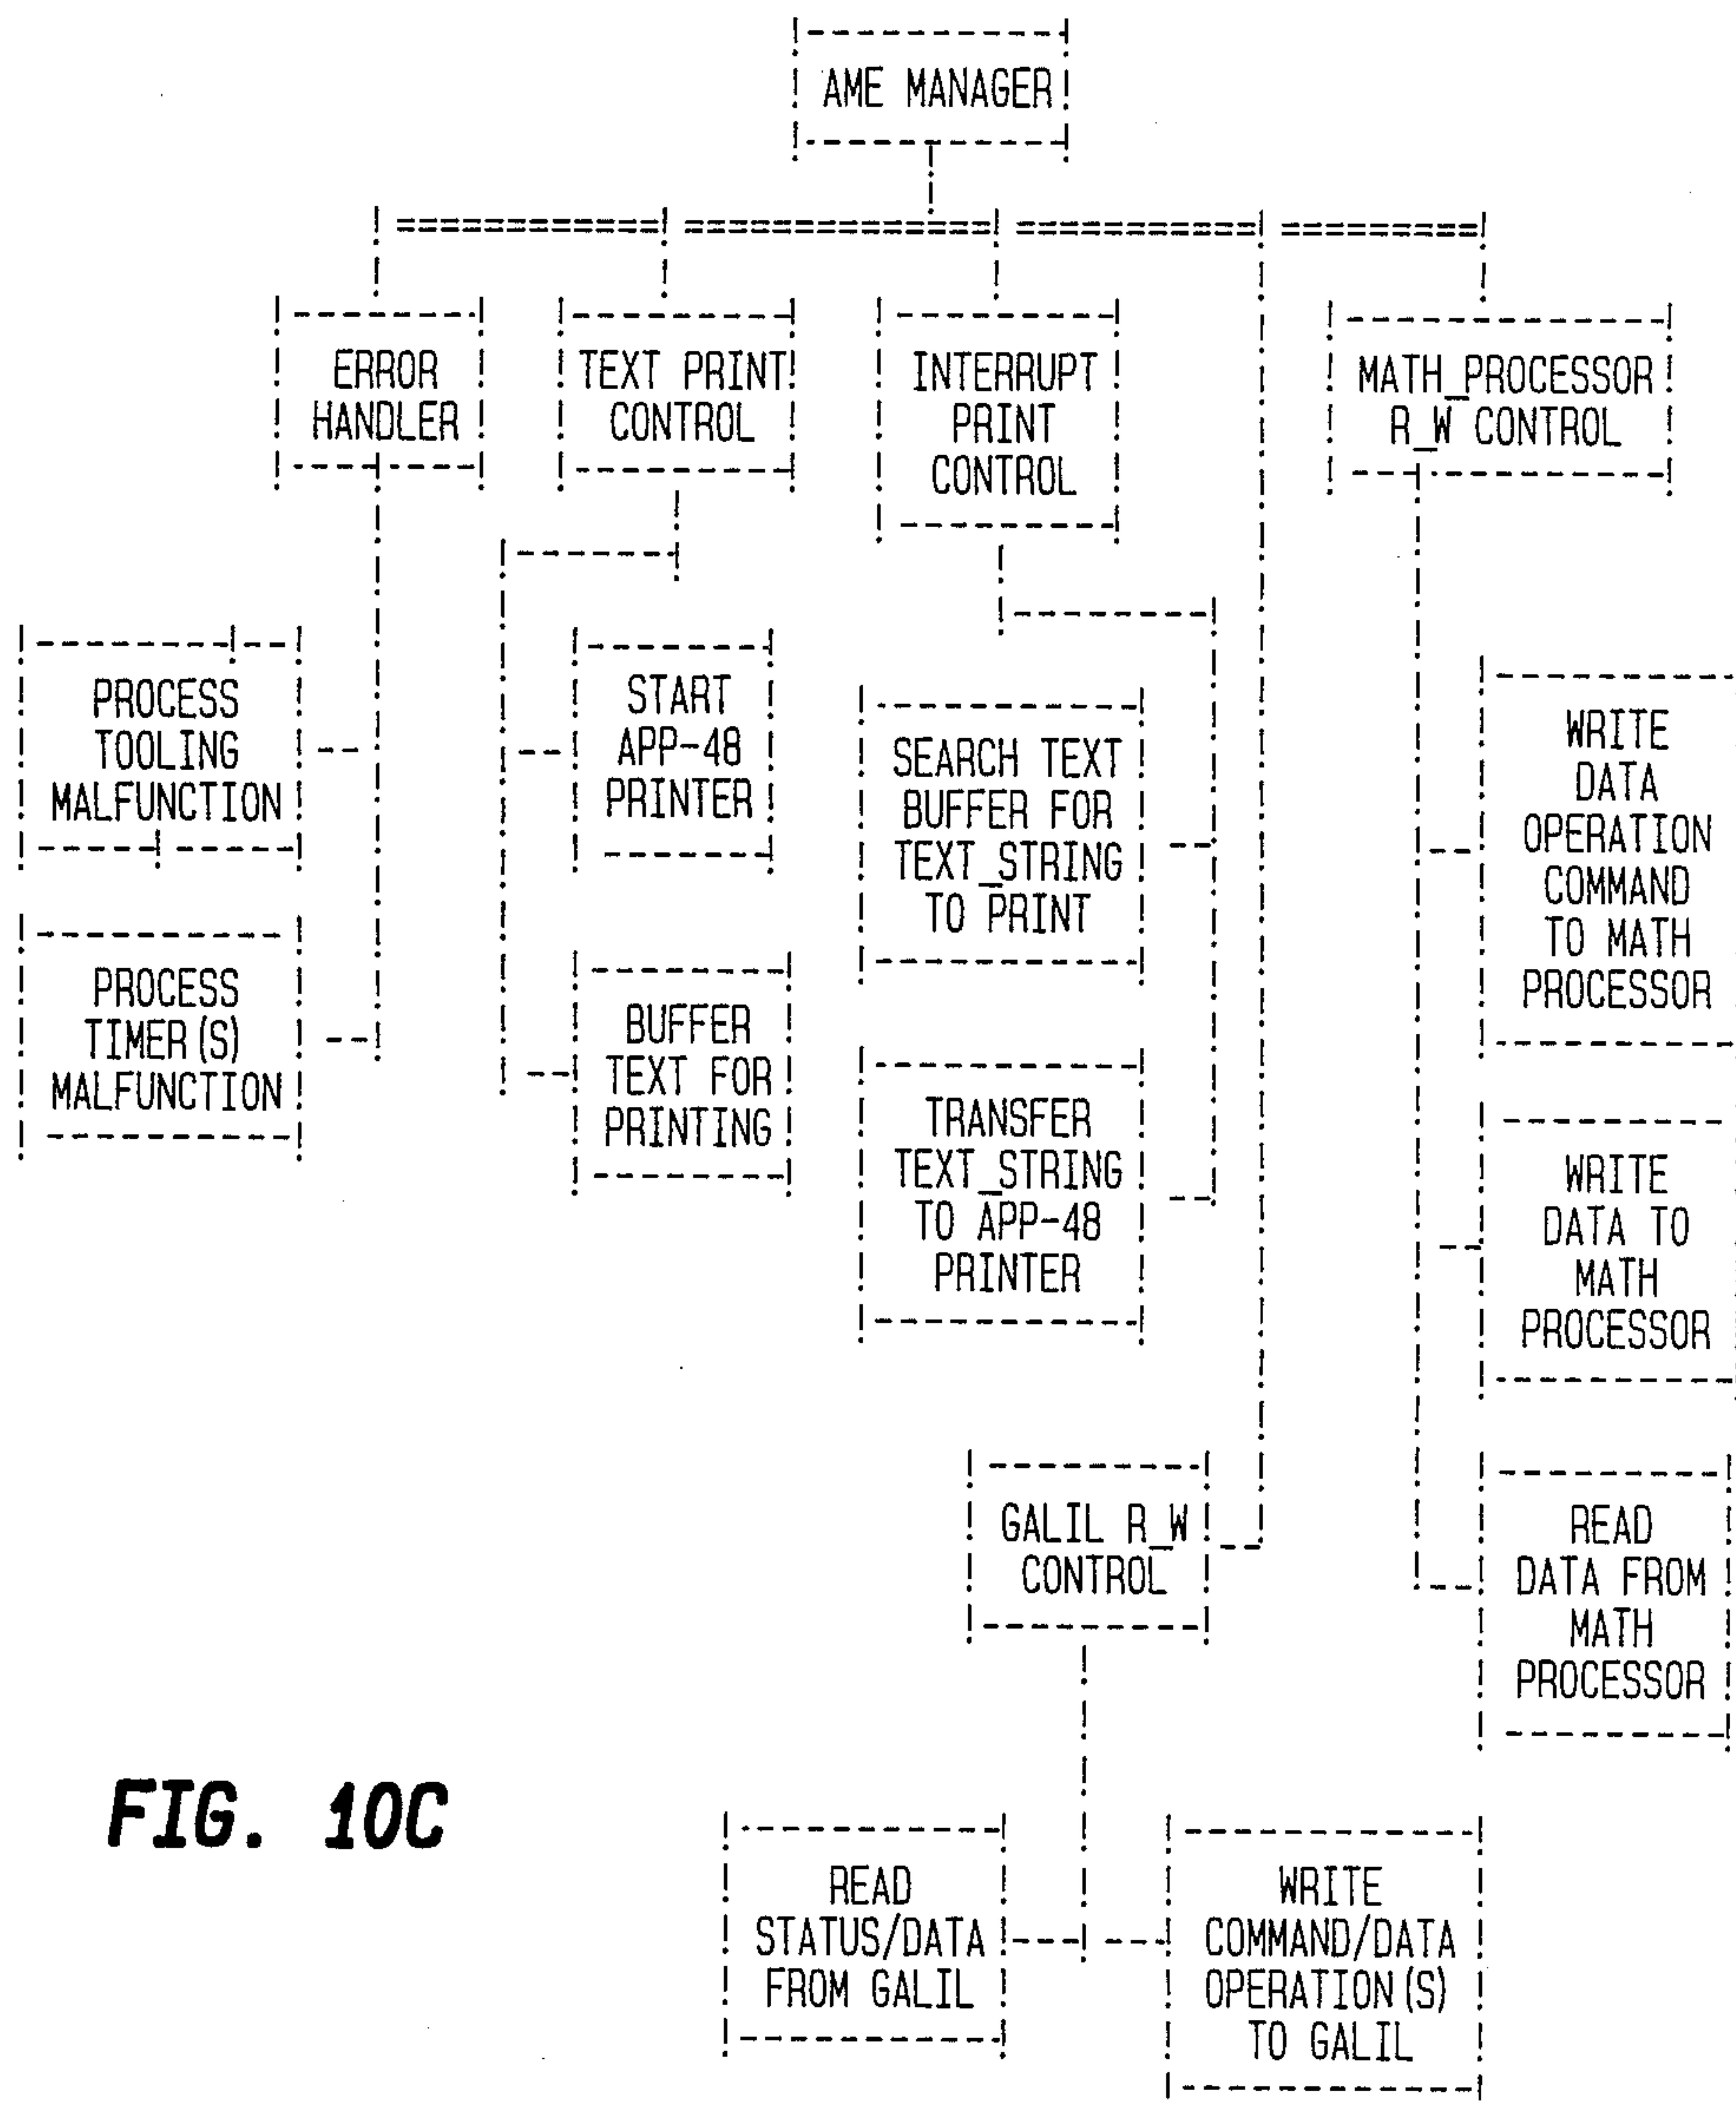 AME MANAGER
ERROR
HANDLER
TEXT PRINT
CONTROL
INTERRUPT
PRINT
CONTROL
MATH_PROCESSOR
R_W CONTROL
PROCESS
TOOLING
MALFUNCTION
PROCESS
TIMER(S)
MALFUNCTION
START
APP-48
PRINTER
BUFFER
TEXT FOR
PRINTING
SEARCH TEXT
BUFFER FOR
TEXT_STRING
TO PRINT
TRANSFER
TEXT_STRING
TO APP-48
PRINTER
WRITE
DATA
OPERATION
COMMAND
TO MATH
PROCESSOR
WRITE
DATA TO
MATH
PROCESSOR
READ
DATA FROM
MATH
PROCESSOR
GALIL R_W
CONTROL
READ
STATUS/DATA
FROM GALIL
WRITE
COMMAND/DATA
OPERATION(S)
TO GALIL
FIG. 10C